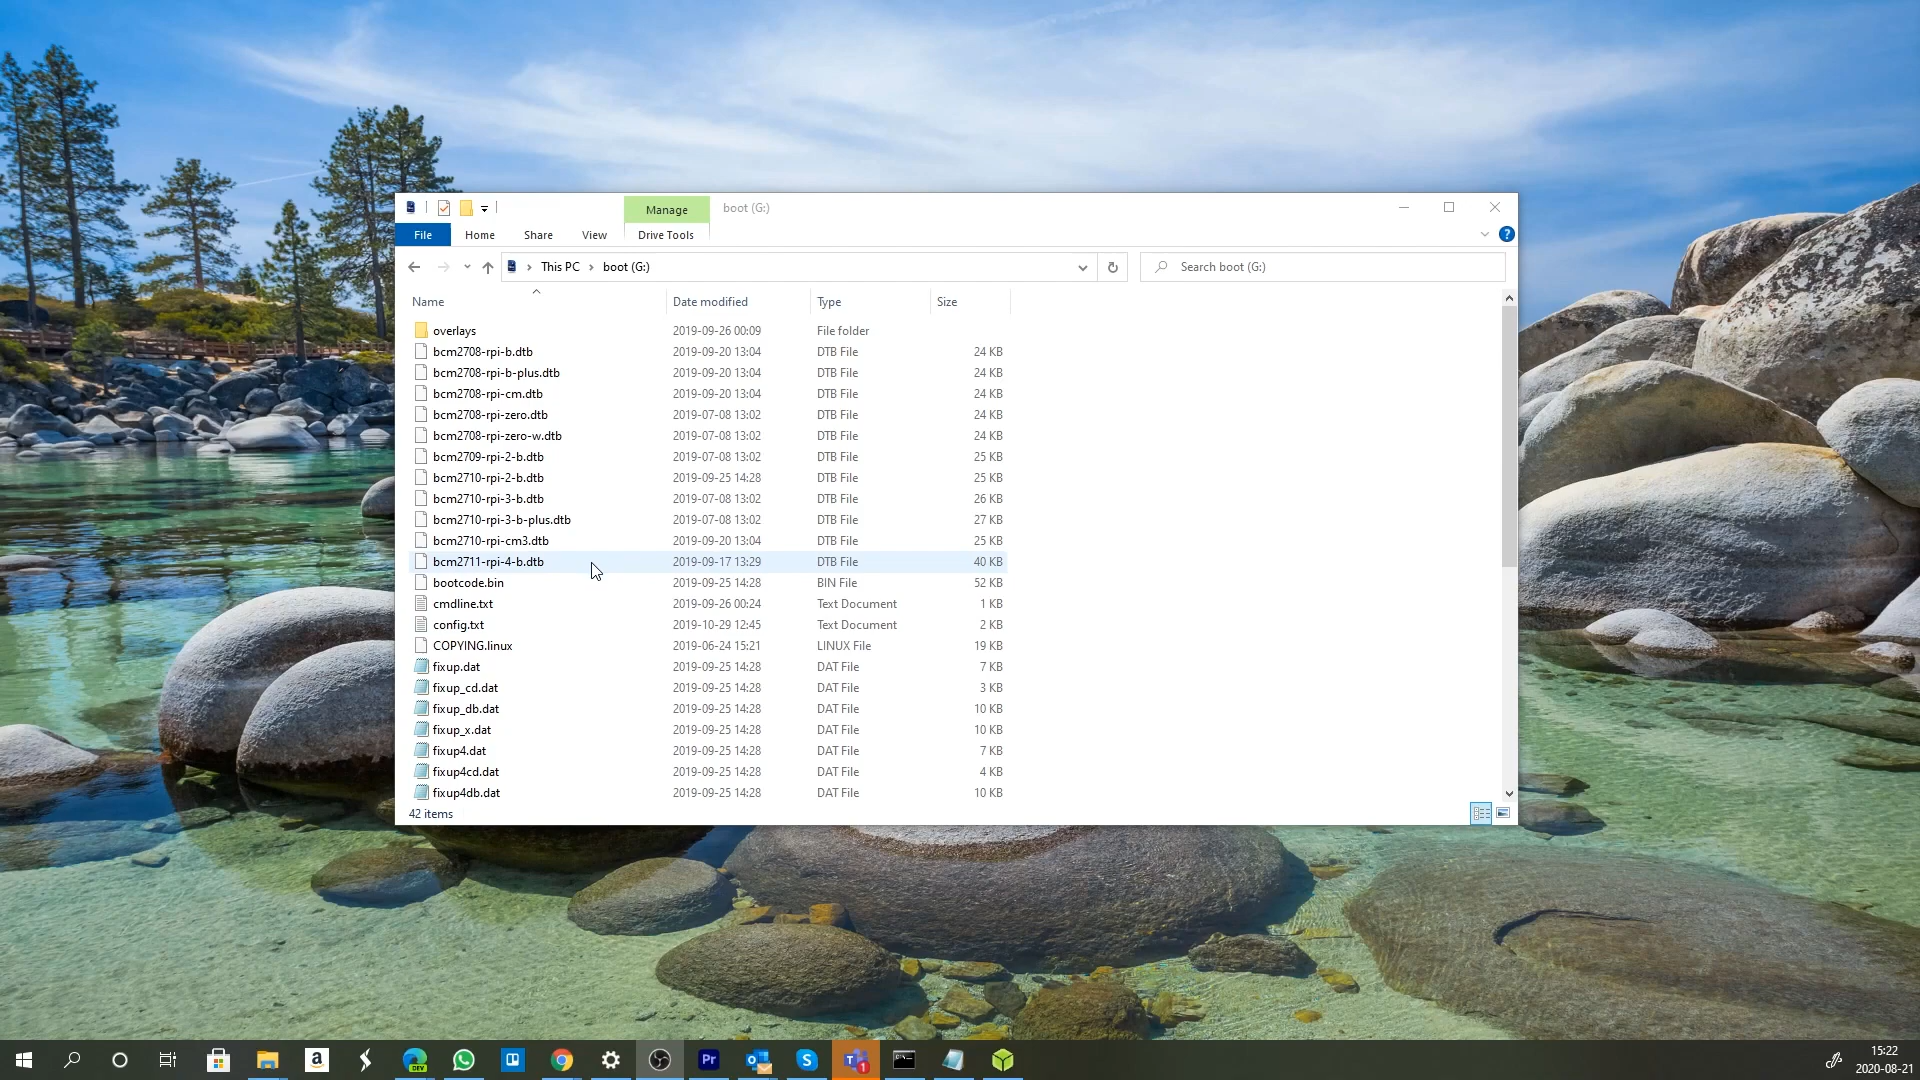 Manage
boot (G:)
File
Home
Share
View
Drive Tools
This PC
boot (G:)
Search boot (G:)
Name
Date modified
Type
Size
overlays 2019-09-26 00:09 File folder
bcm2708-rpi-b.dtb 2019-09-20 13:04 DTB File 24 KB
bcm2708-rpi-b-plus.dtb 2019-09-20 13:04 DTB File 24 KB
bcm2708-rpi-cm.dtb 2019-09-20 13:04 DTB File 24 KB
bcm2708-rpi-zero.dtb 2019-07-08 13:02 DTB File 24 KB
bcm2708-rpi-zero-w.dtb 2019-07-08 13:02 DTB File 24 KB
bcm2709-rpi-2-b.dtb 2019-07-08 13:02 DTB File 25 KB
bcm2710-rpi-2-b.dtb 2019-09-25 14:28 DTB File 25 KB
bcm2710-rpi-3-b.dtb 2019-07-08 13:02 DTB File 26 KB
bcm2710-rpi-3-b-plus.dtb 2019-07-08 13:02 DTB File 27 KB
bcm2710-rpi-cm3.dtb 2019-09-20 13:04 DTB File 25 KB
bcm2711-rpi-4-b.dtb 2019-09-17 13:29 DTB File 40 KB
bootcode.bin 2019-09-25 14:28 BIN File 52 KB
cmdline.txt 2019-09-26 00:24 Text Document 1 KB
config.txt 2019-10-29 12:45 Text Document 2 KB
COPYING.linux 2019-06-24 15:21 LINUX File 19 KB
fixup.dat 2019-09-25 14:28 DAT File 7 KB
fixup_cd.dat 2019-09-25 14:28 DAT File 3 KB
fixup_db.dat 2019-09-25 14:28 DAT File 10 KB
fixup_x.dat 2019-09-25 14:28 DAT File 10 KB
fixup4.dat 2019-09-25 14:28 DAT File 7 KB
fixup4cd.dat 2019-09-25 14:28 DAT File 4 KB
fixup4db.dat 2019-09-25 14:28 DAT File 10 KB
42 items
DEV
Pr
15:22
2020-08-21